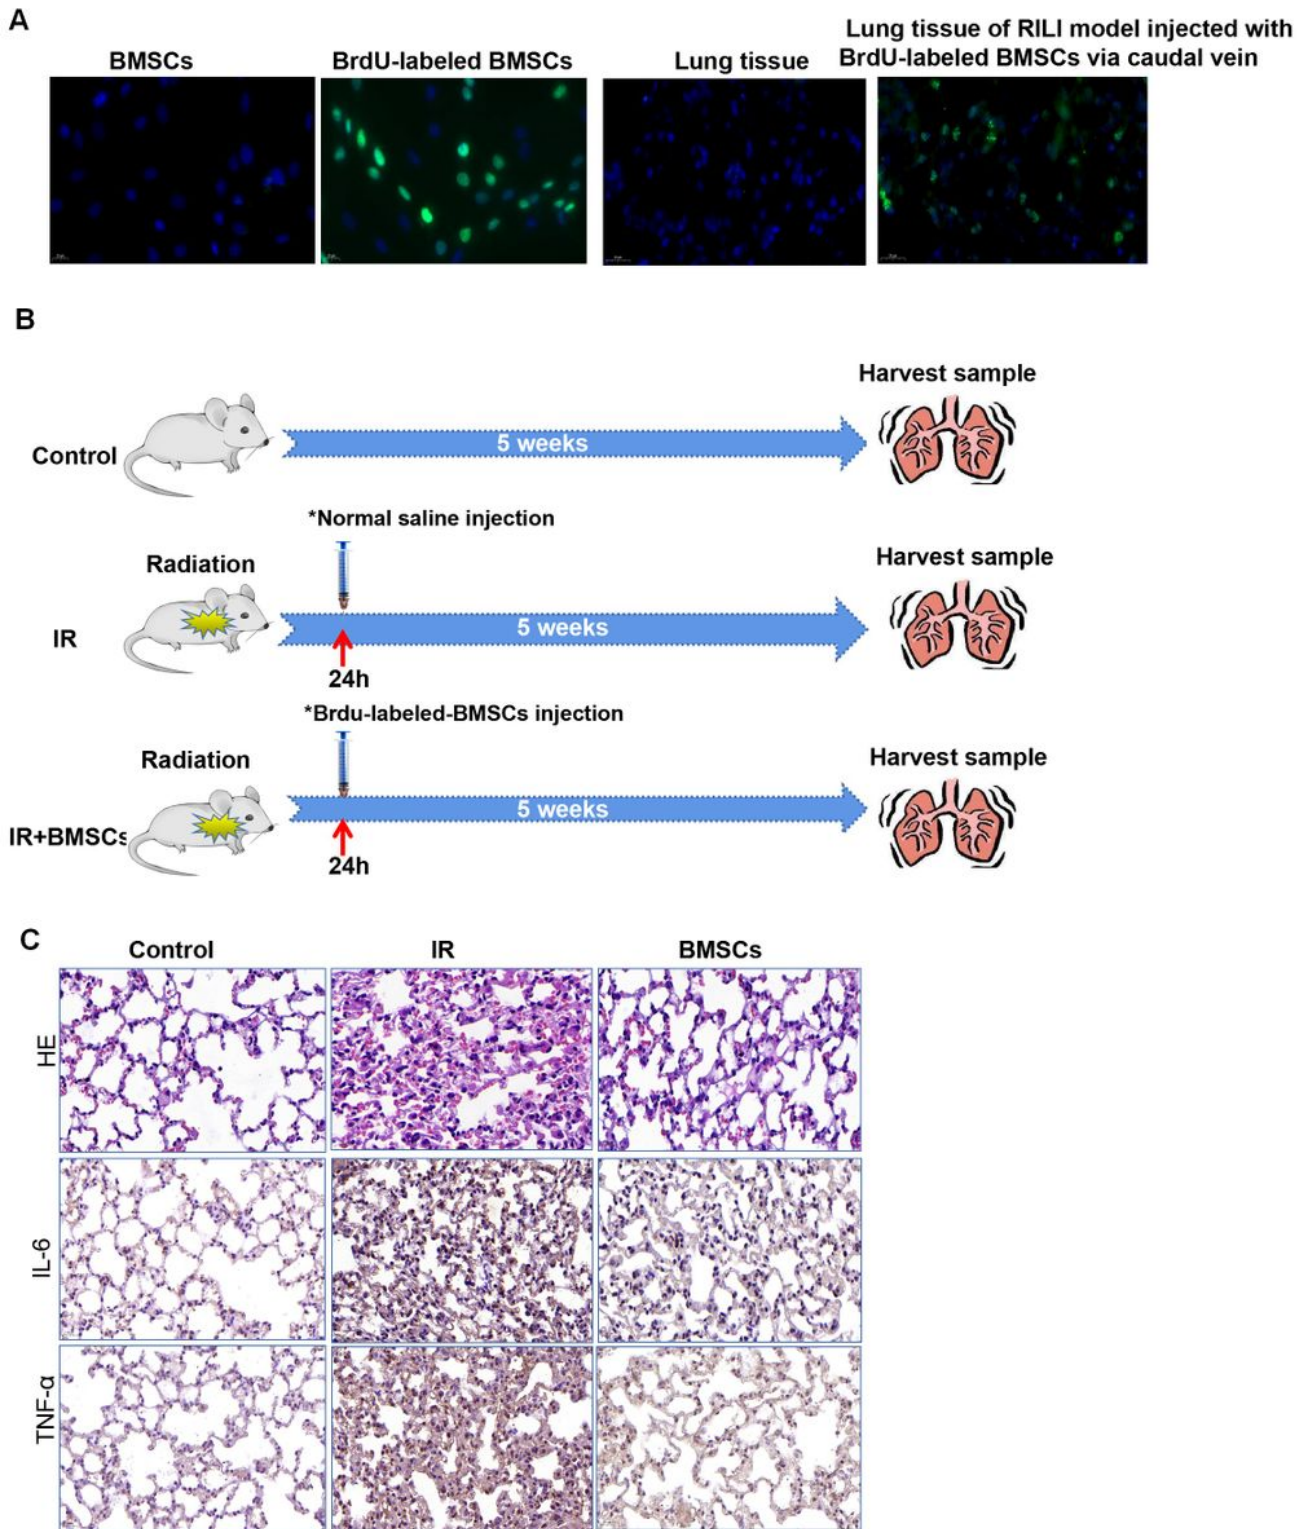 A
BMSCs
BrdU-labeled BMSCs
Lung tissue
Lung tissue of RILI model injected with
BrdU-labeled BMSCs via caudal vein
B
Control
5 weeks
Harvest sample
*Normal saline injection
Radiation
IR
5 weeks
24h
Harvest sample
*Brdu-labeled-BMSCs injection
Radiation
IR+BMSCs
5 weeks
24h
Harvest sample
C
Control
IR
BMSCs
HE
IL-6
TNF-α